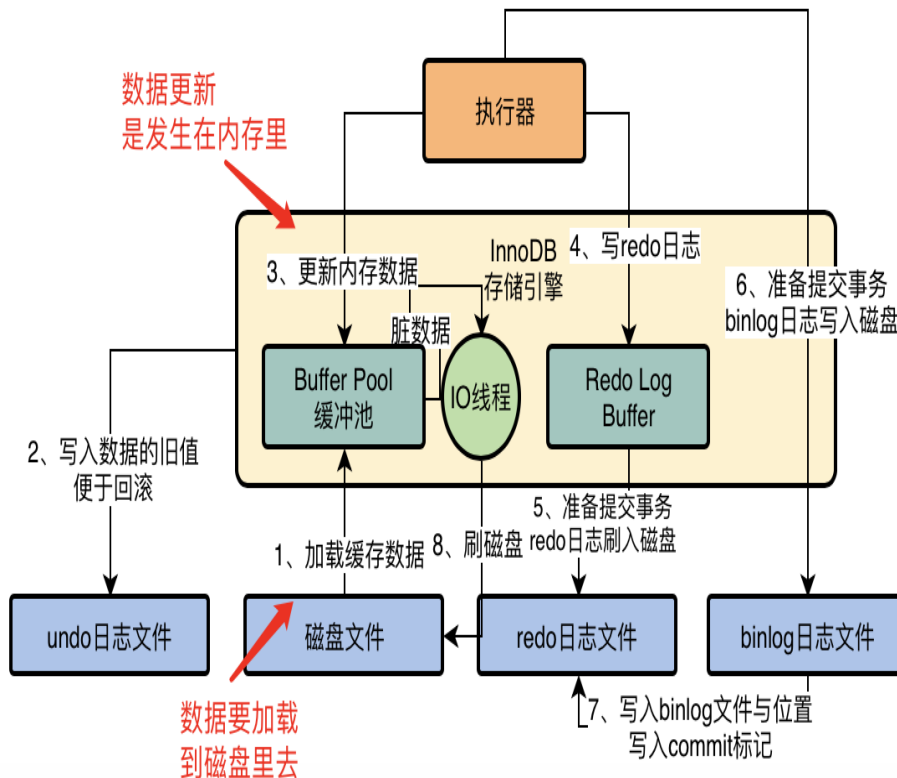 数据更新
是发生在内存里
执行器
InnoDB
存储引擎
3、更新内存数据
4、写redo日志
6、准备提交事务
binlog日志写入磁盘
脏数据
Buffer Pool
缓冲池
IO线程
Redo Log
Buffer
2、写入数据的旧值
便于回滚
1、加载缓存数据
8、刷磁盘
5、准备提交事务
redo日志刷入磁盘
undo日志文件
磁盘文件
redo日志文件
binlog日志文件
数据要加载
到磁盘里去
7、写入binlog文件与位置
写入commit标记